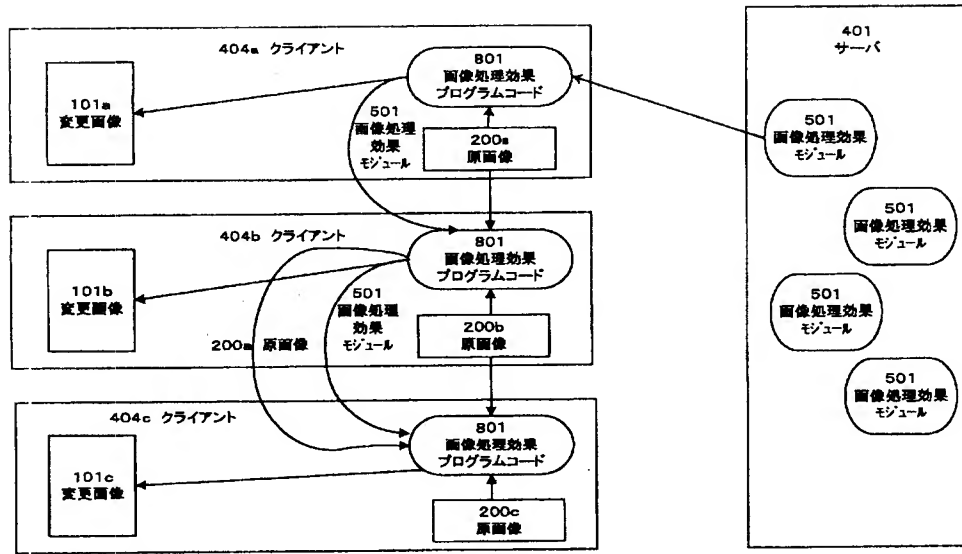 404a クライアント
101a
変更画像
801
画像処理効果
プログラムコード
501
画像処理
効果
モジュール
200a
原画像
404b クライアント
101b
変更画像
801
画像処理効果
プログラムコード
501
画像処理
効果
モジュール
200a 原画像
200b
原画像
404c クライアント
101c
変更画像
801
画像処理効果
プログラムコード
200c
原画像
401
サーバ
501
画像処理効果
モジュール
501
画像処理効果
モジュール
501
画像処理効果
モジュール
501
画像処理効果
モジュール